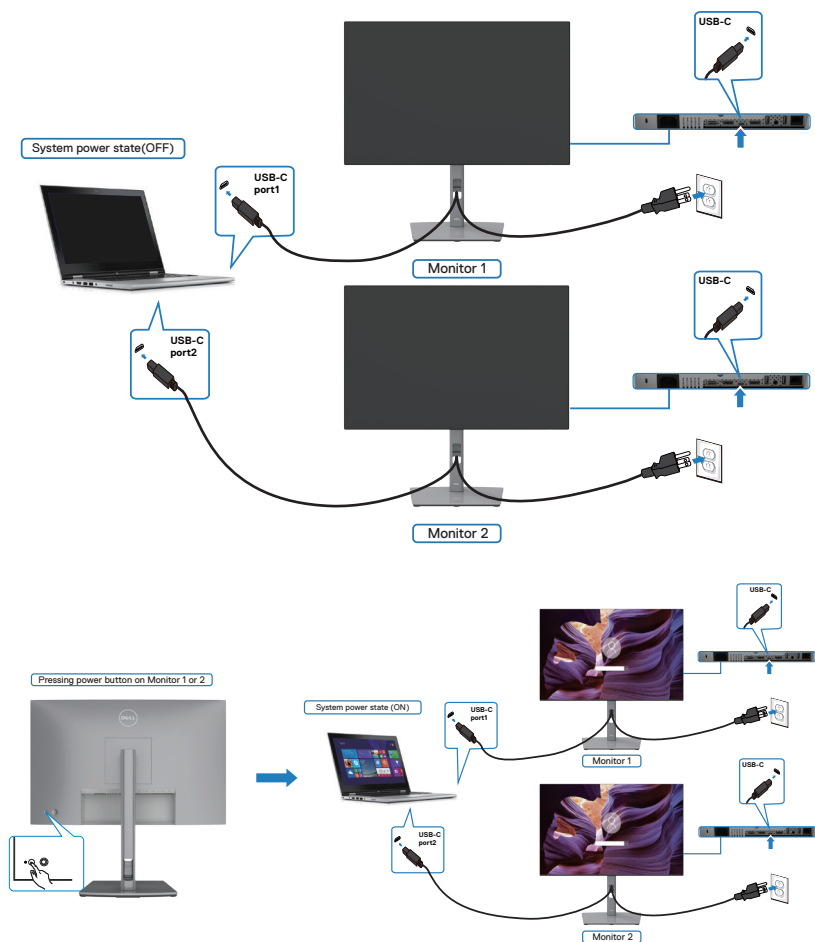 USB-C
System power state(OFF)
USB-C
port1
Monitor 1
USB-C
USB-C
port2
Monitor 2
USB-C
Pressing power button on Monitor 1 or 2
DELL
System power state (ON)
USB-C
port1
Monitor 1
USB-C
USB-C
port2
Monitor 2